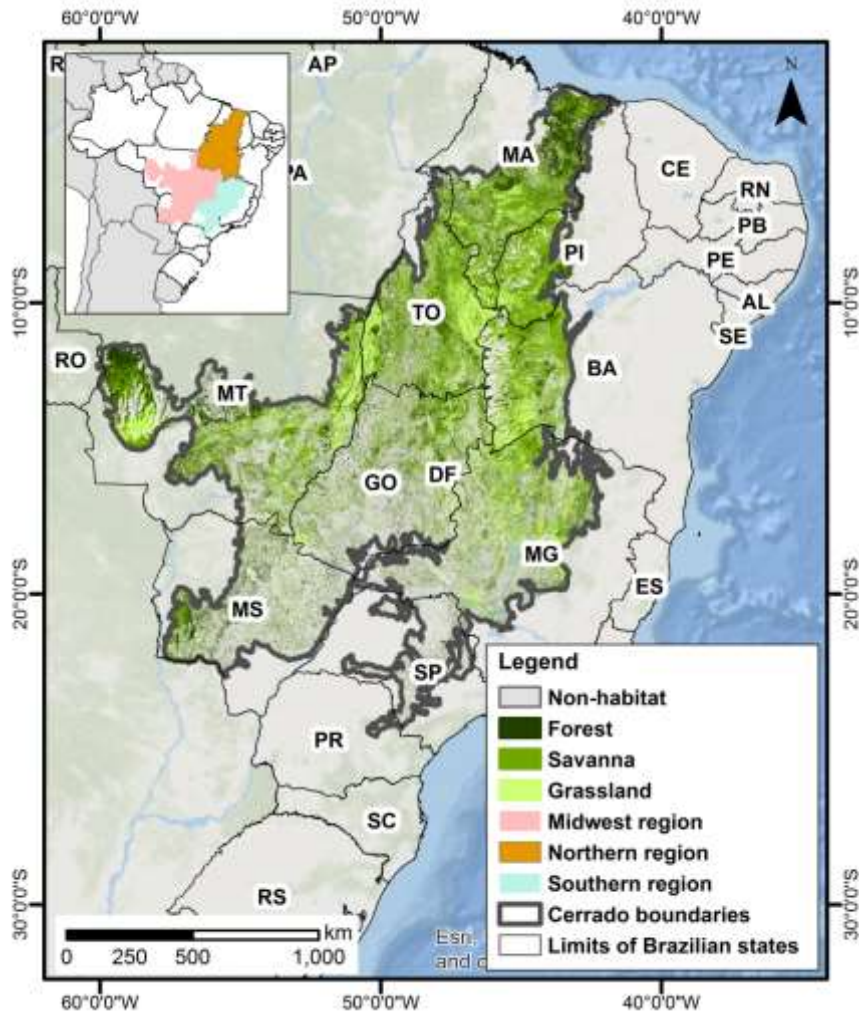 60°0'0"W 50°0'0"W 40°0'0"W
R
AP
N
PA
MA
CE
RN
PB
PI
PE
AL
SE
10°0'0"S 10°0'0"S
TO
BA
RO
MT
GO
DF
MG
ES
20°0'0"S 20°0'0"S
MS
SP
PR
SC
RS
30°0'0"S 30°0'0"S
Legend
Non-habitat
Forest
Savanna
Grassland
Midwest region
Northern region
Southern region
Cerrado boundaries
Limits of Brazilian states
km
0 250 500 1,000
Esri,
and
60°0'0"W 50°0'0"W 40°0'0"W